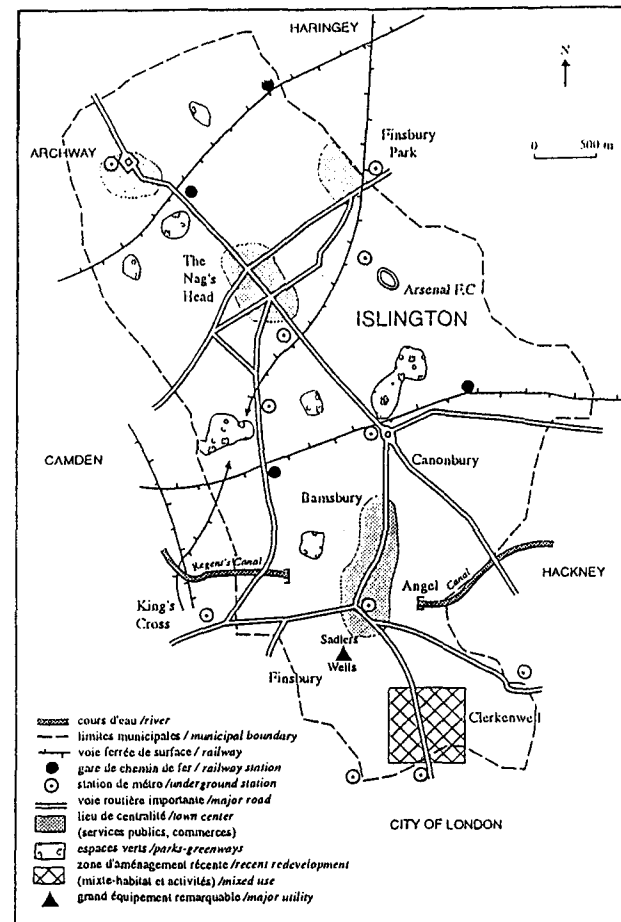 HARINGEY
N
0 500 m
Finsbury
Park
ARCHWAY
The
Nag's
Head
Arsenal F.C
ISLINGTON
CAMDEN
Canonbury
Barnsbury
Regent's Canal
Angel
Canal
HACKNEY
King's
Cross
Sadlers
Wells
Finsbury
Clerkenwell
CITY OF LONDON
cours d'eau / river
limites municipales / municipal boundary
voie ferrée de surface / railway
gare de chemin de fer / railway station
station de métro / underground station
voie routière importante / major road
lieu de centralité / town center
(services publics, commerces)
espaces verts / parks-greenways
zone d'aménagement récente / recent redevelopment
(mixte-habitat et activités) / mixed use
grand équipement remarquable / major utility